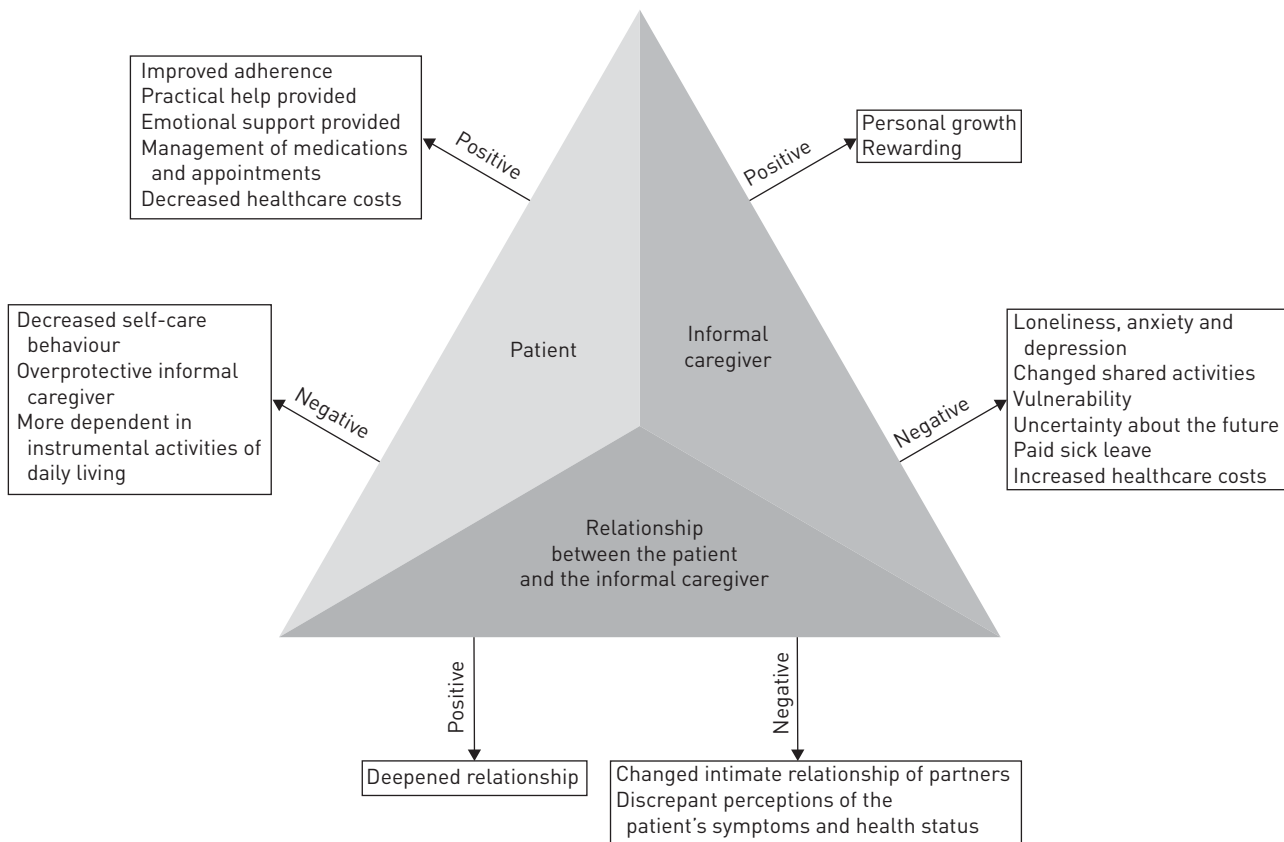 Improved adherence
Practical help provided
Emotional support provided
Management of medications
and appointments
Decreased healthcare costs
Positive
Positive
Personal growth
Rewarding
Decreased self-care
behaviour
Overprotective informal
caregiver
More dependent in
instrumental activities of
daily living
Negative
Patient
Informal
caregiver
Negative
Loneliness, anxiety and
depression
Changed shared activities
Vulnerability
Uncertainty about the future
Paid sick leave
Increased healthcare costs
Relationship
between the patient
and the informal caregiver
Positive
Negative
Deepened relationship
Changed intimate relationship of partners
Discrepant perceptions of the
patient’s symptoms and health status